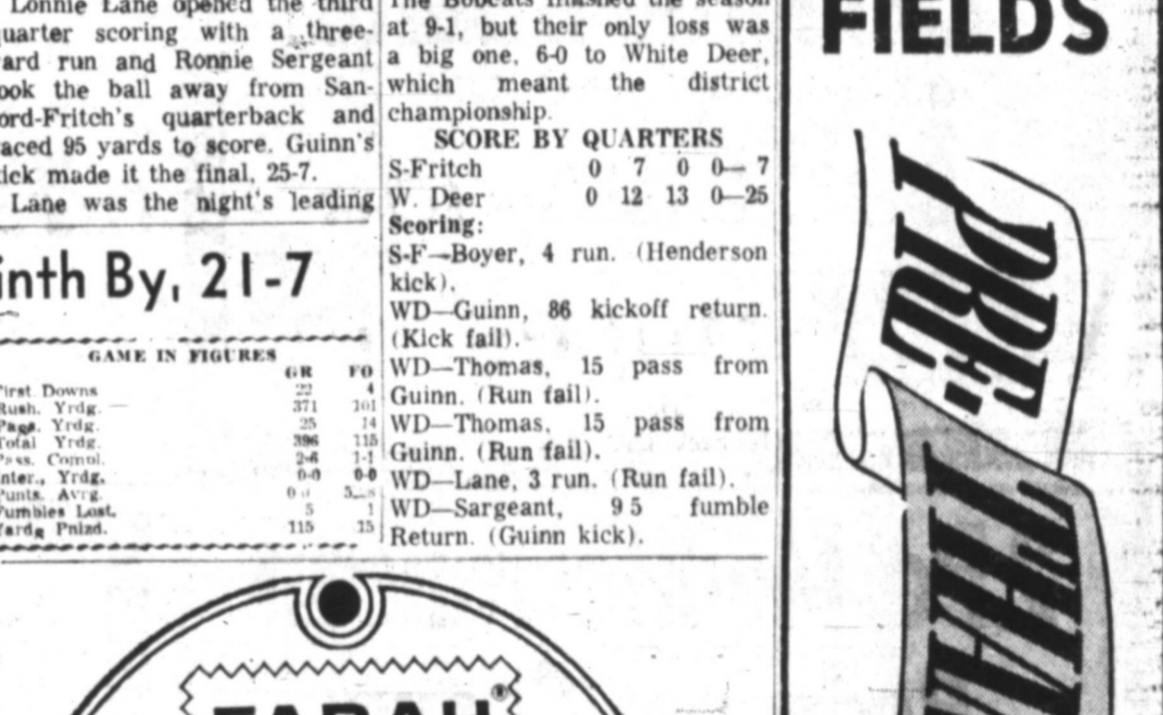 Lonnie Lane opened the third
quarter scoring with a three-
ard run and Ronnie Sergeant
ook the ball away from San-
ord-Fritch's quarterback and
aced 95 yards to score. Guinn's
ick made it the final, 25-7.
Lane was the night's leading
inth By, 21-7
GAME IN FIGURES
GR FO
First Downs 22 4
Rush. Yrdg. 371 101
Pass. Yrdg. 25 14
Total Yrdg. 396 115
Pass. Compl. 2-6 1-1
Inter., Yrdg. 0-0 0-0
Punts. Avrg.
Fumbles Lost. 5 1
Yards Pnlzd. 115 15
The Bobcats finished the season
at 9-1, but their only loss was
a big one, 6-0 to White Deer,
which meant the district
championship.
SCORE BY QUARTERS
S-Fritch 0 7 0 0— 7
W. Deer 0 12 13 0—25
Scoring:
S-F—Boyer, 4 run. (Henderson
kick).
WD—Guinn, 86 kickoff return.
(Kick fail).
WD—Thomas, 15 pass from
Guinn. (Run fail).
WD—Thomas, 15 pass from
Guinn. (Run fail).
WD—Lane, 3 run. (Run fail).
WD—Sargeant, 95 fumble
Return. (Guinn kick).
FARAH®
FIELDS
PRE-